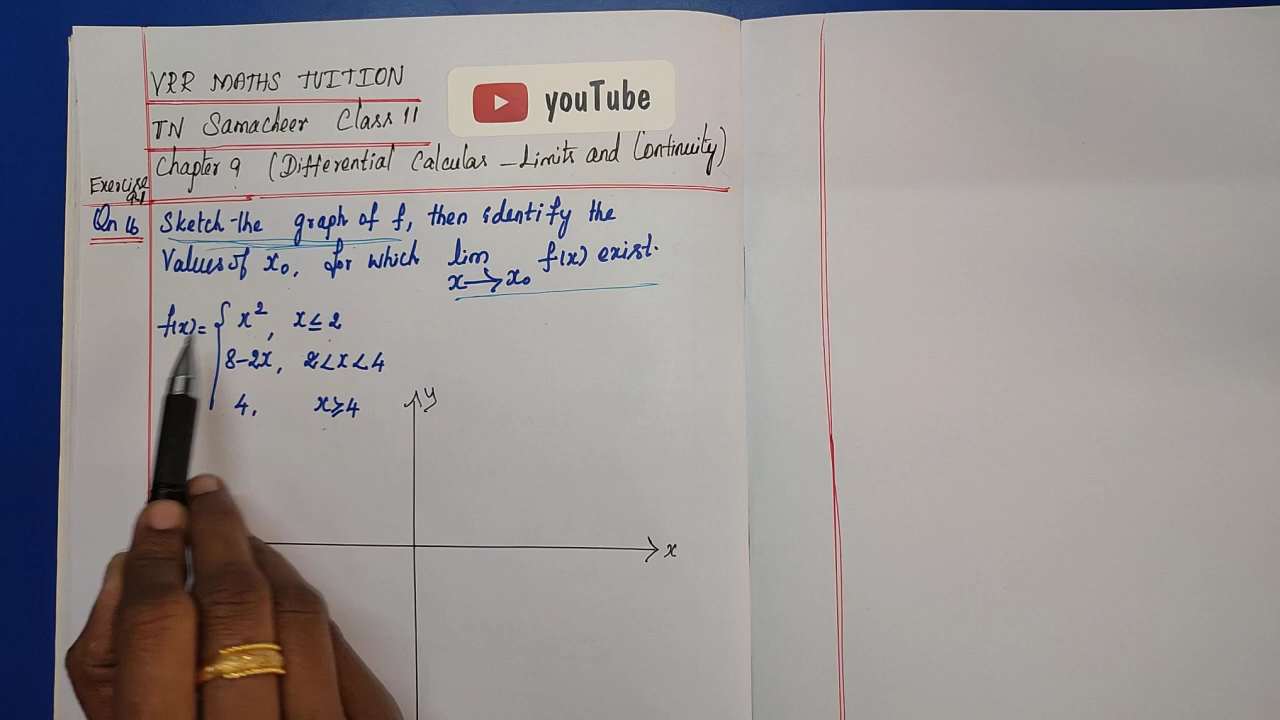 VRR MATHS TUITION
youTube
TN Samacheer Class 11
Chapter 9 (Differential Calculas - Limits and Continuity)
Exercise
9.1
Qn 16 Sketch the graph of f, then identify the
Values of x₀, for which lim f(x) exist.
x→x₀
f(x)= { x², x≤2
8-2x, 2<x<4
4, x≥4
y
x